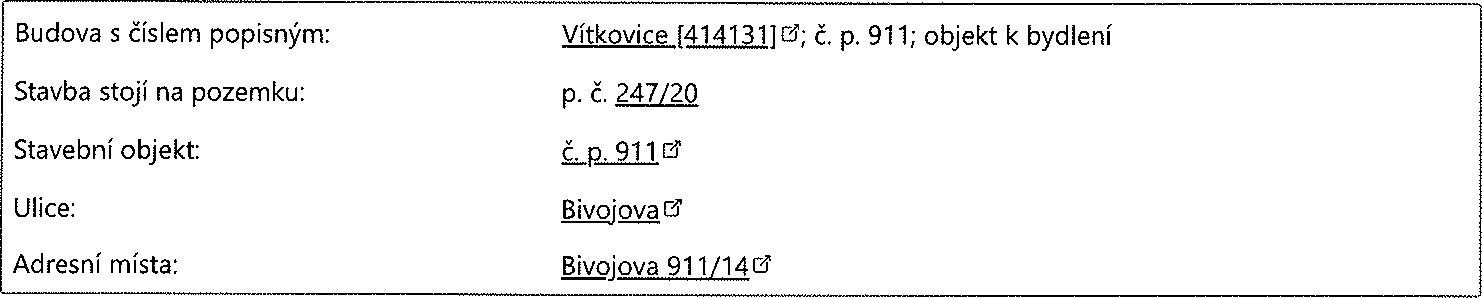 Budova s číslem popisným: Vítkovice [414131]; č. p. 911; objekt k bydlení
Stavba stojí na pozemku: p. č. 247/20
Stavební objekt: č. p. 911
Ulice: Bivojova
Adresní místa: Bivojova 911/14